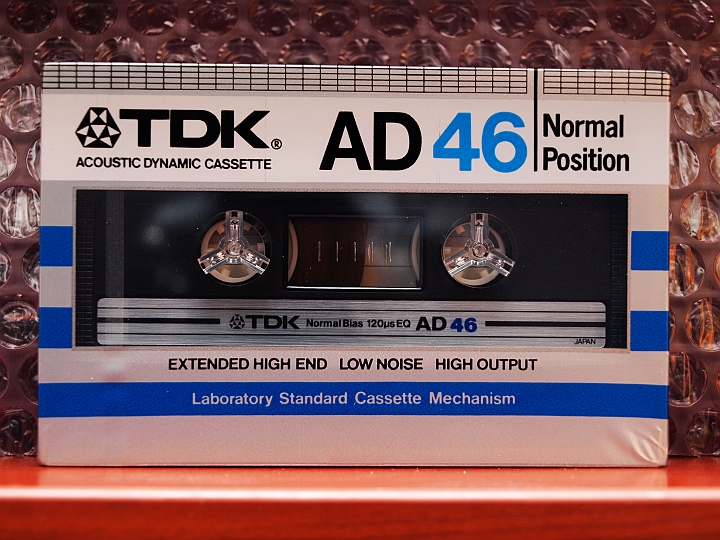 TDK®
ACOUSTIC DYNAMIC CASSETTE
AD 46
Normal
Position
TDK Normal Bias 120µs EQ AD 46
JAPAN
EXTENDED HIGH END LOW NOISE HIGH OUTPUT
Laboratory Standard Cassette Mechanism